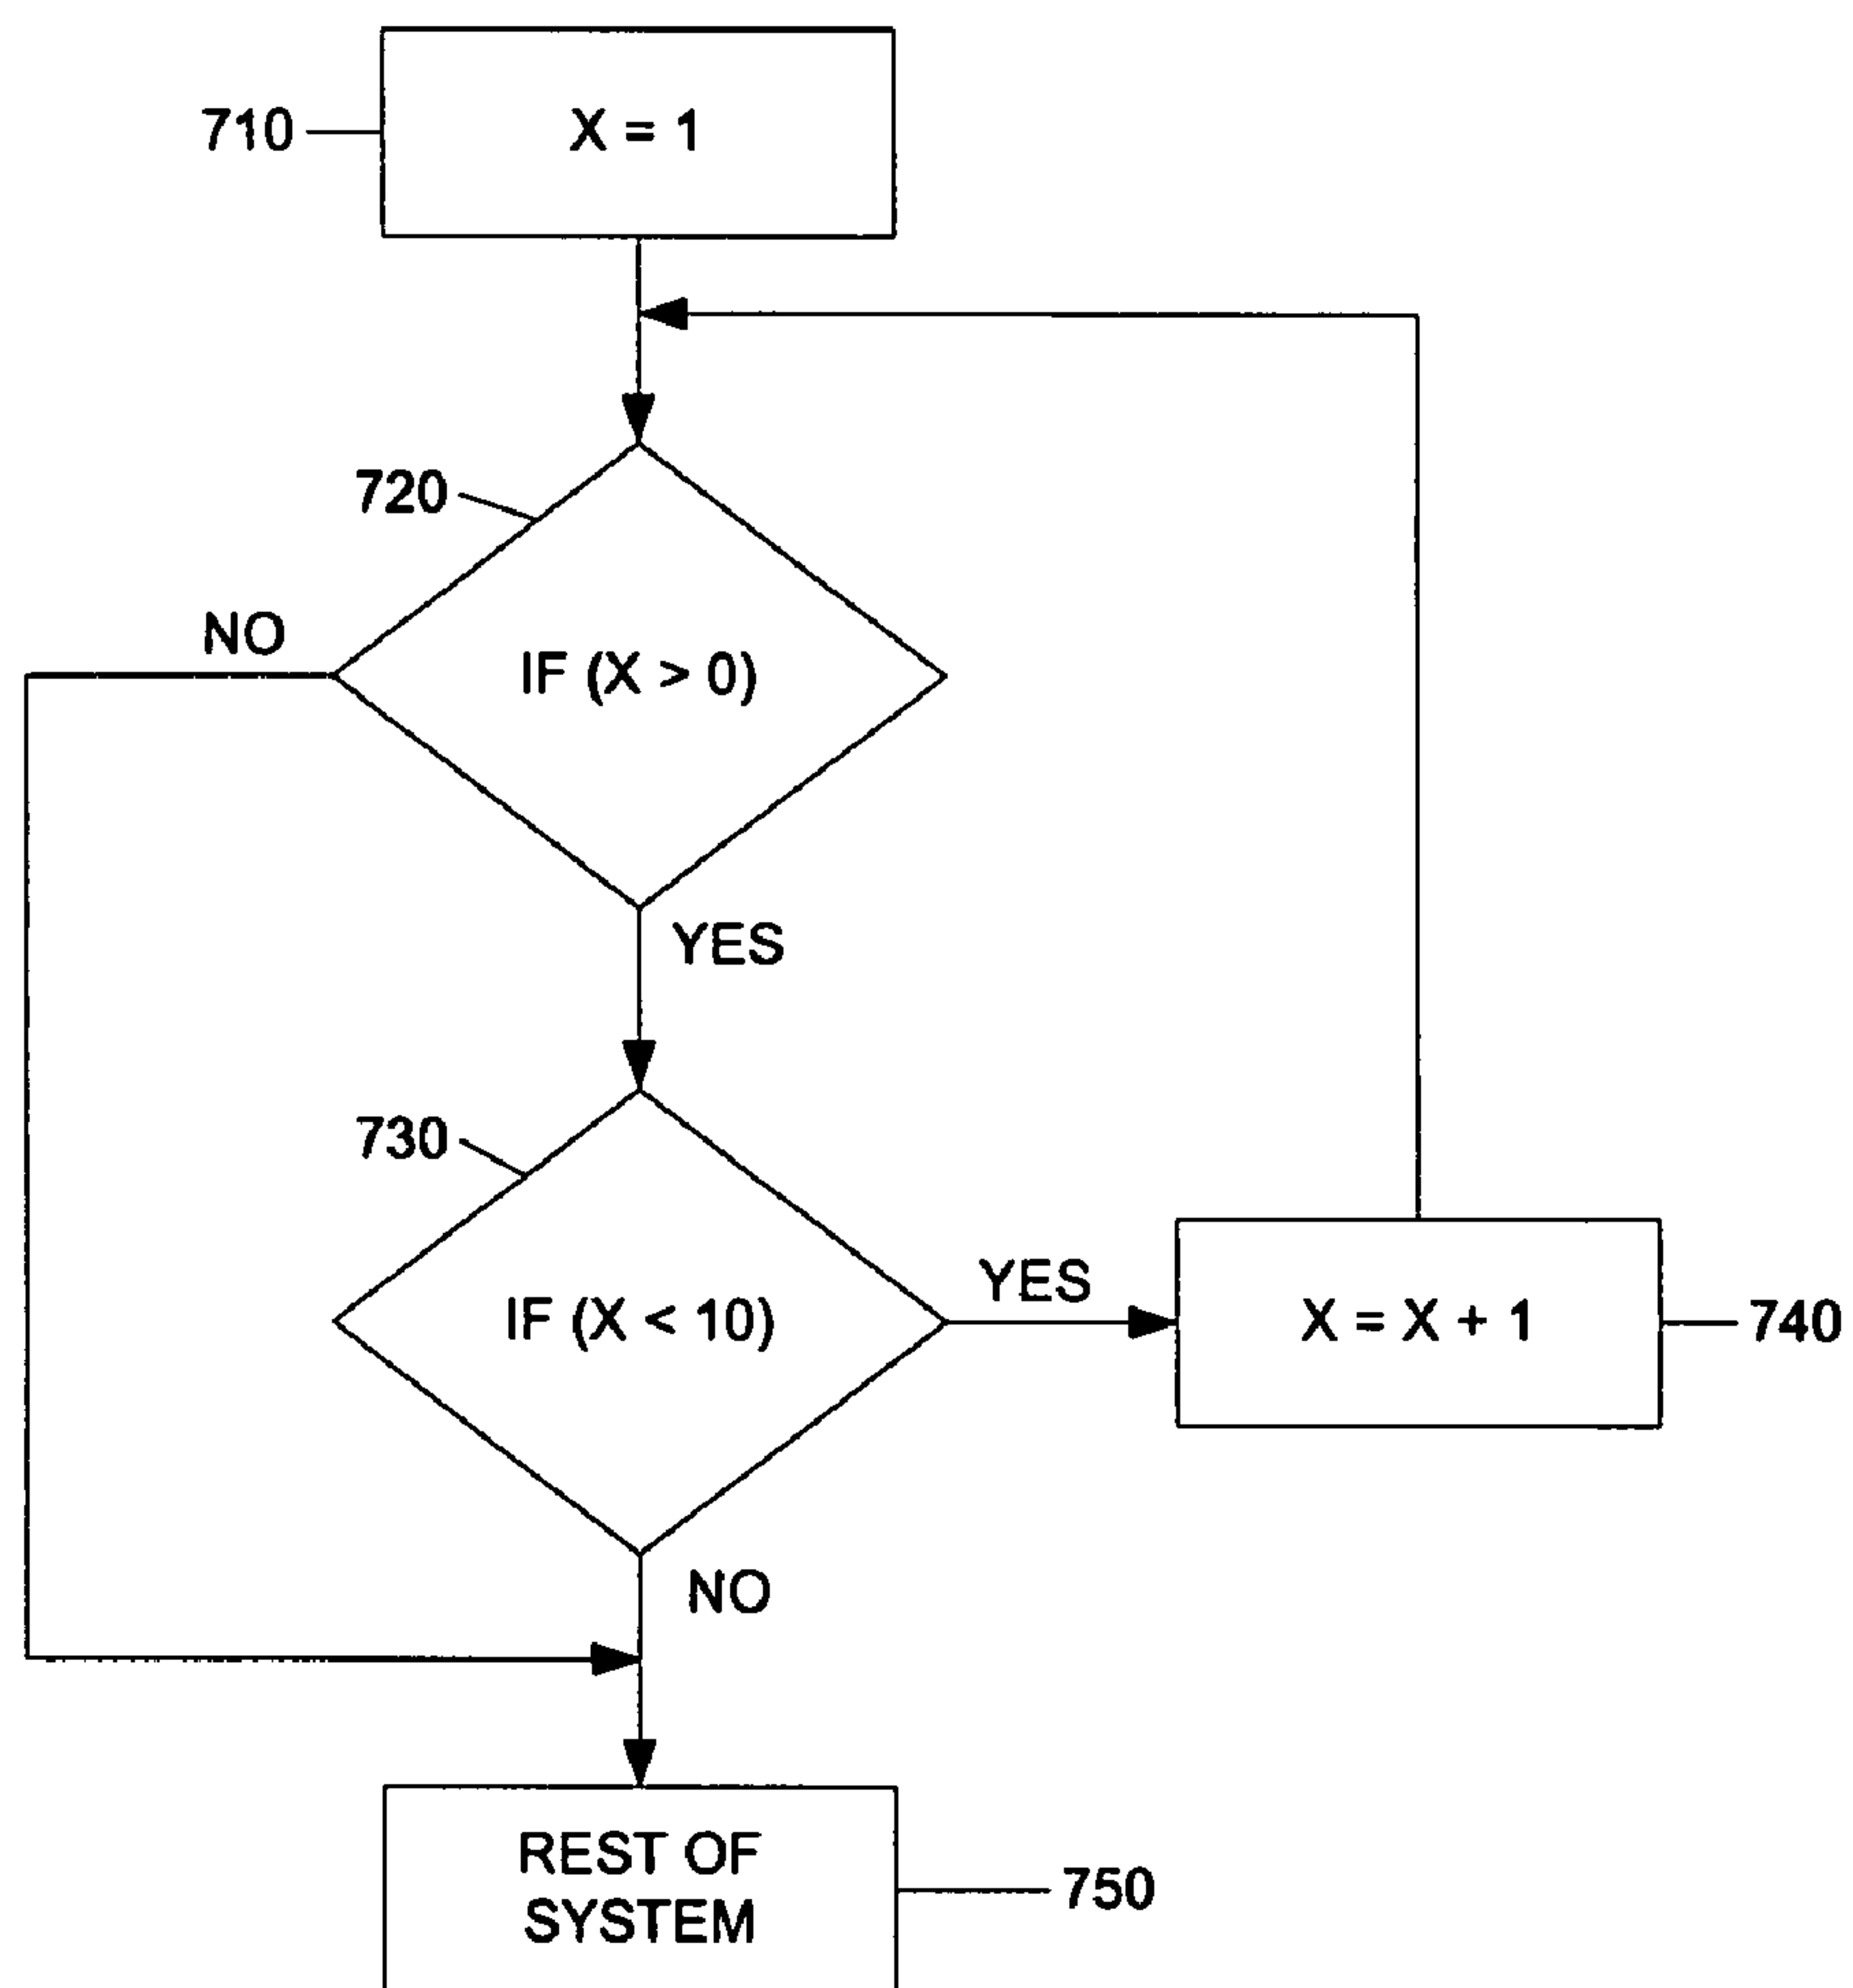 710
X = 1
720
NO
IF (X > 0)
YES
730
IF (X < 10)
YES
X = X + 1
740
NO
REST OF
SYSTEM
750